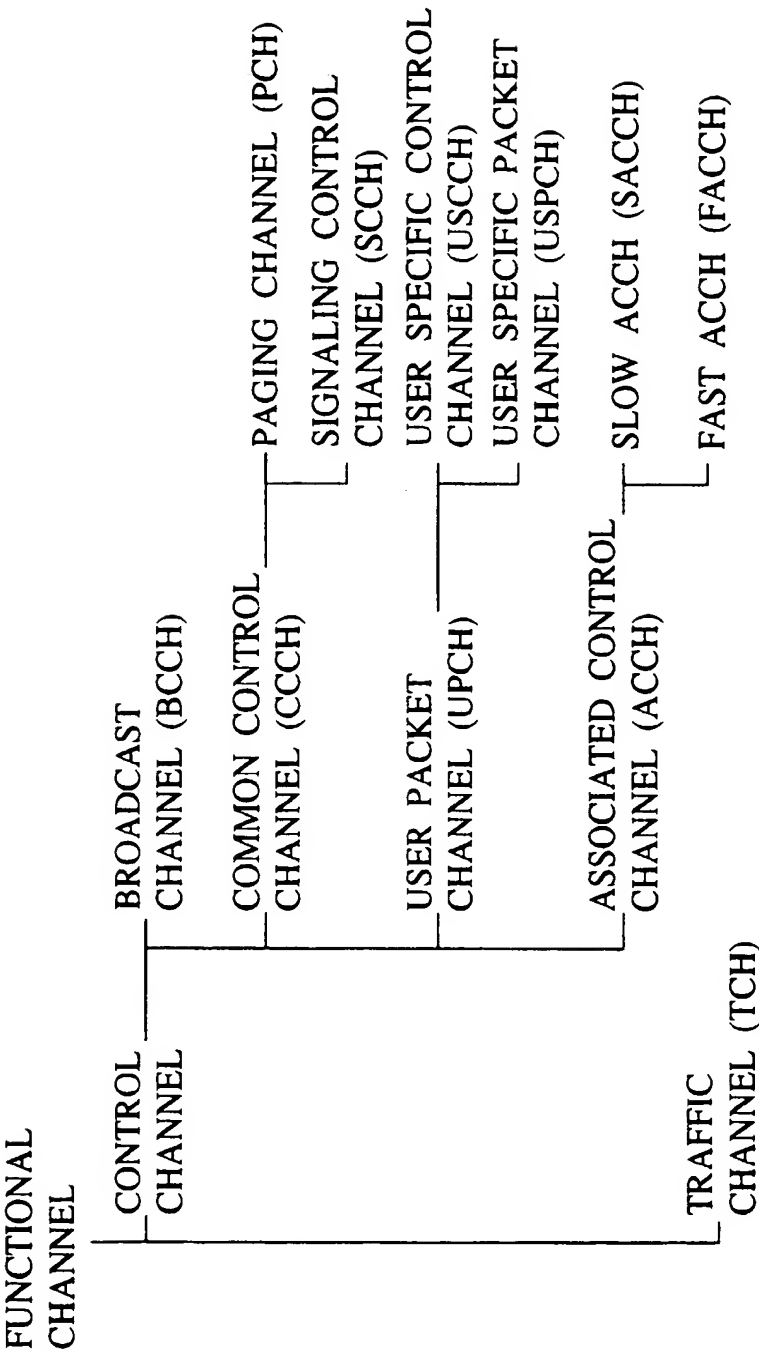 FUNCTIONAL
CHANNEL
CONTROL
CHANNEL
BROADCAST
CHANNEL (BCCH)
COMMON CONTROL
CHANNEL (CCCH)
PAGING CHANNEL (PCH)
SIGNALING CONTROL
CHANNEL (SCCH)
USER PACKET
CHANNEL (UPCH)
USER SPECIFIC CONTROL
CHANNEL (USCCH)
USER SPECIFIC PACKET
CHANNEL (USPCH)
ASSOCIATED CONTROL
CHANNEL (ACCH)
SLOW ACCH (SACCH)
FAST ACCH (FACCH)
TRAFFIC
CHANNEL (TCH)